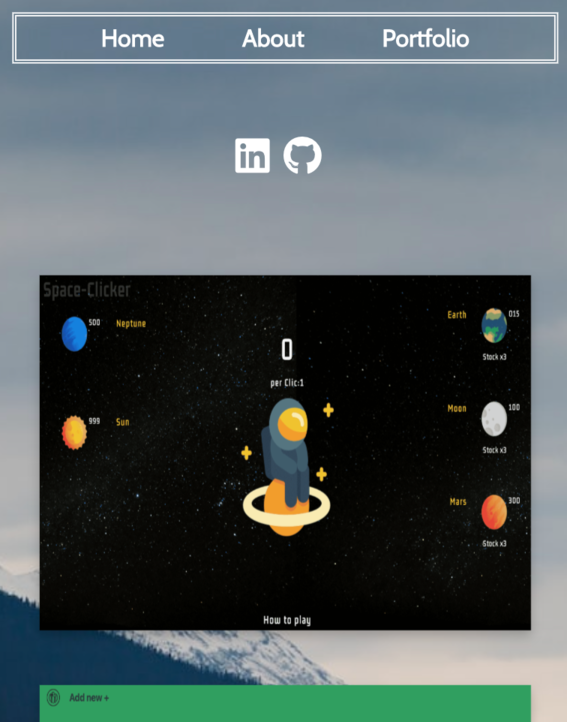 Home About Portfolio
in
Space-Clicker
500 Neptune
Earth 015
Stock x3
0
per Clic:1
999 Sun
Moon 100
Stock x3
Mars 300
Stock x3
How to play
Add new +